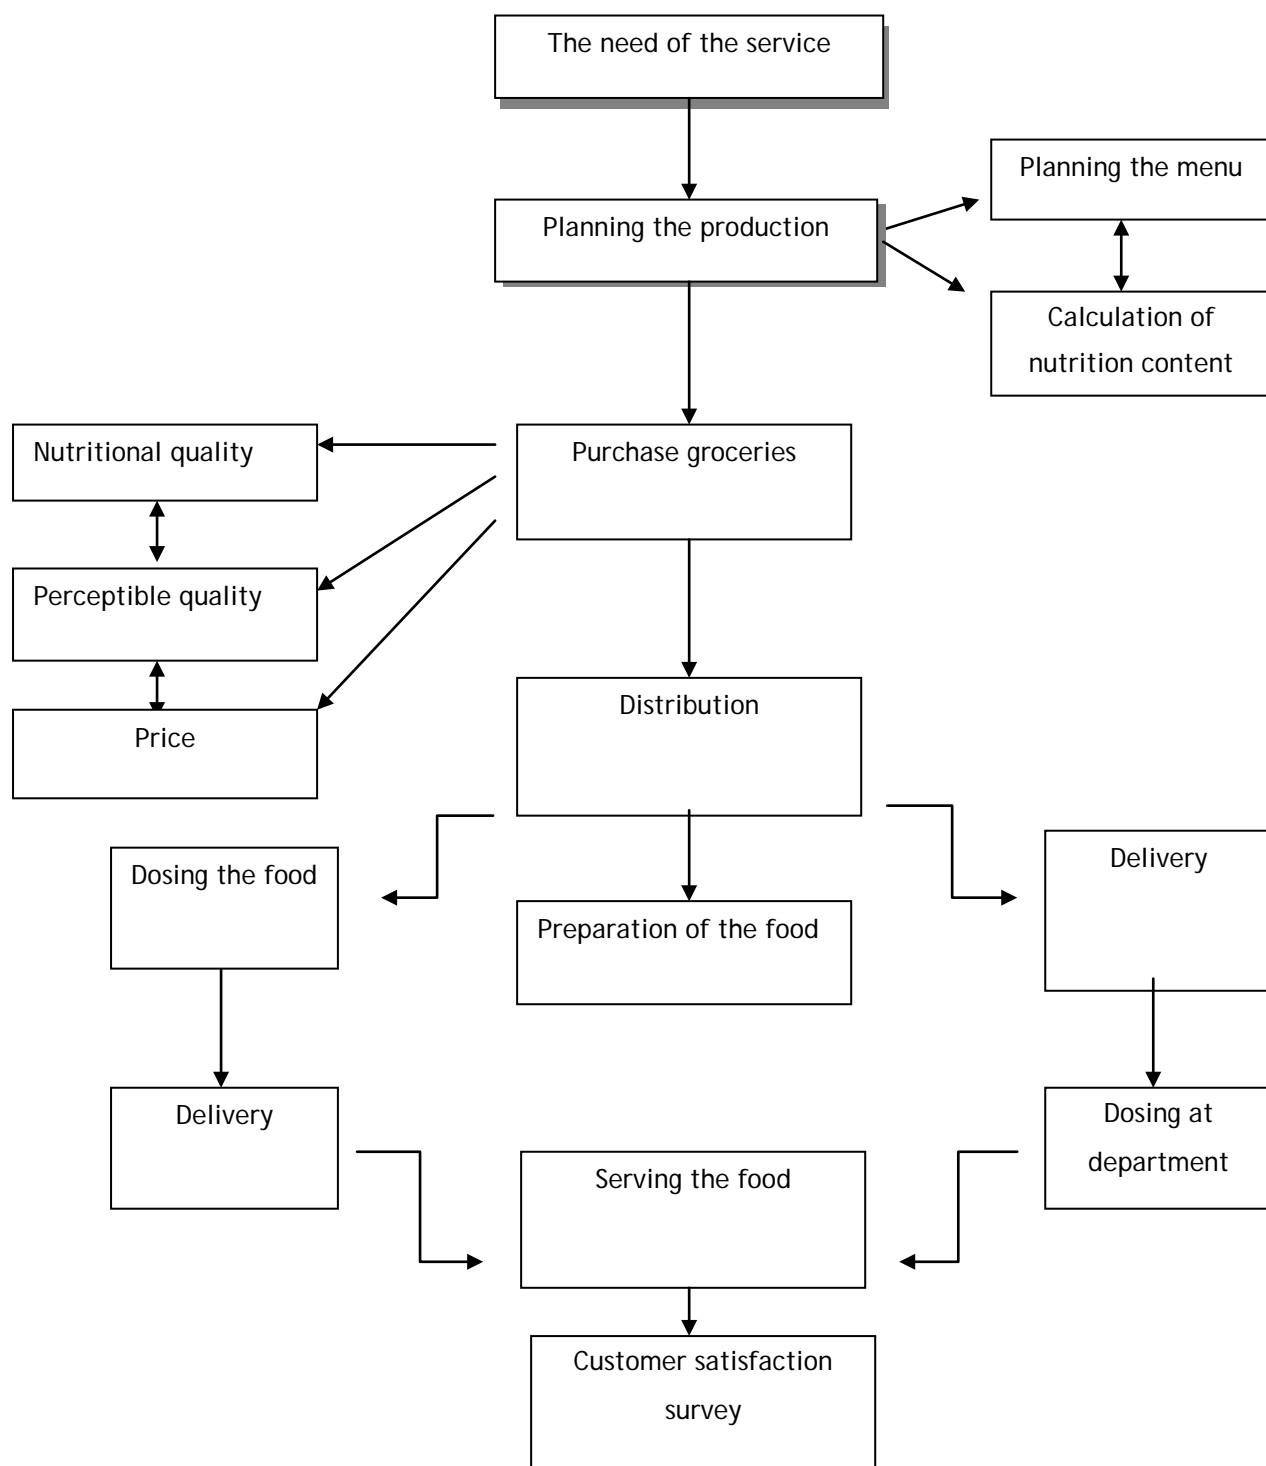 The need of the service
Planning the menu
Planning the production
Calculation of
nutrition content
Nutritional quality
Purchase groceries
Perceptible quality
Distribution
Price
Dosing the food
Delivery
Preparation of the food
Delivery
Dosing at
department
Serving the food
Customer satisfaction
survey